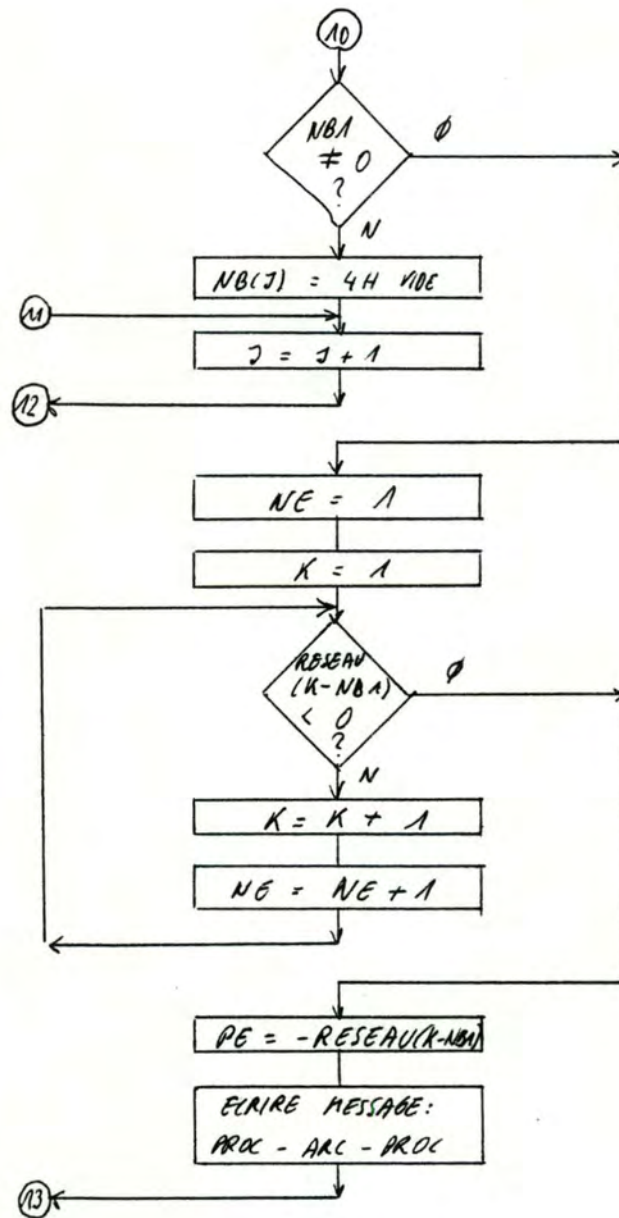 10
NB1
≠ 0
?
Φ
N
NB(J) = 4H VIDE
11
J = J + 1
12
NE = 1
K = 1
RESEAU
(K-NB1)
< 0
?
Φ
N
K = K + 1
NE = NE + 1
PE = -RESEAU(K-NB1)
ECRIRE MESSAGE:
PROC - ARC - PROC
13